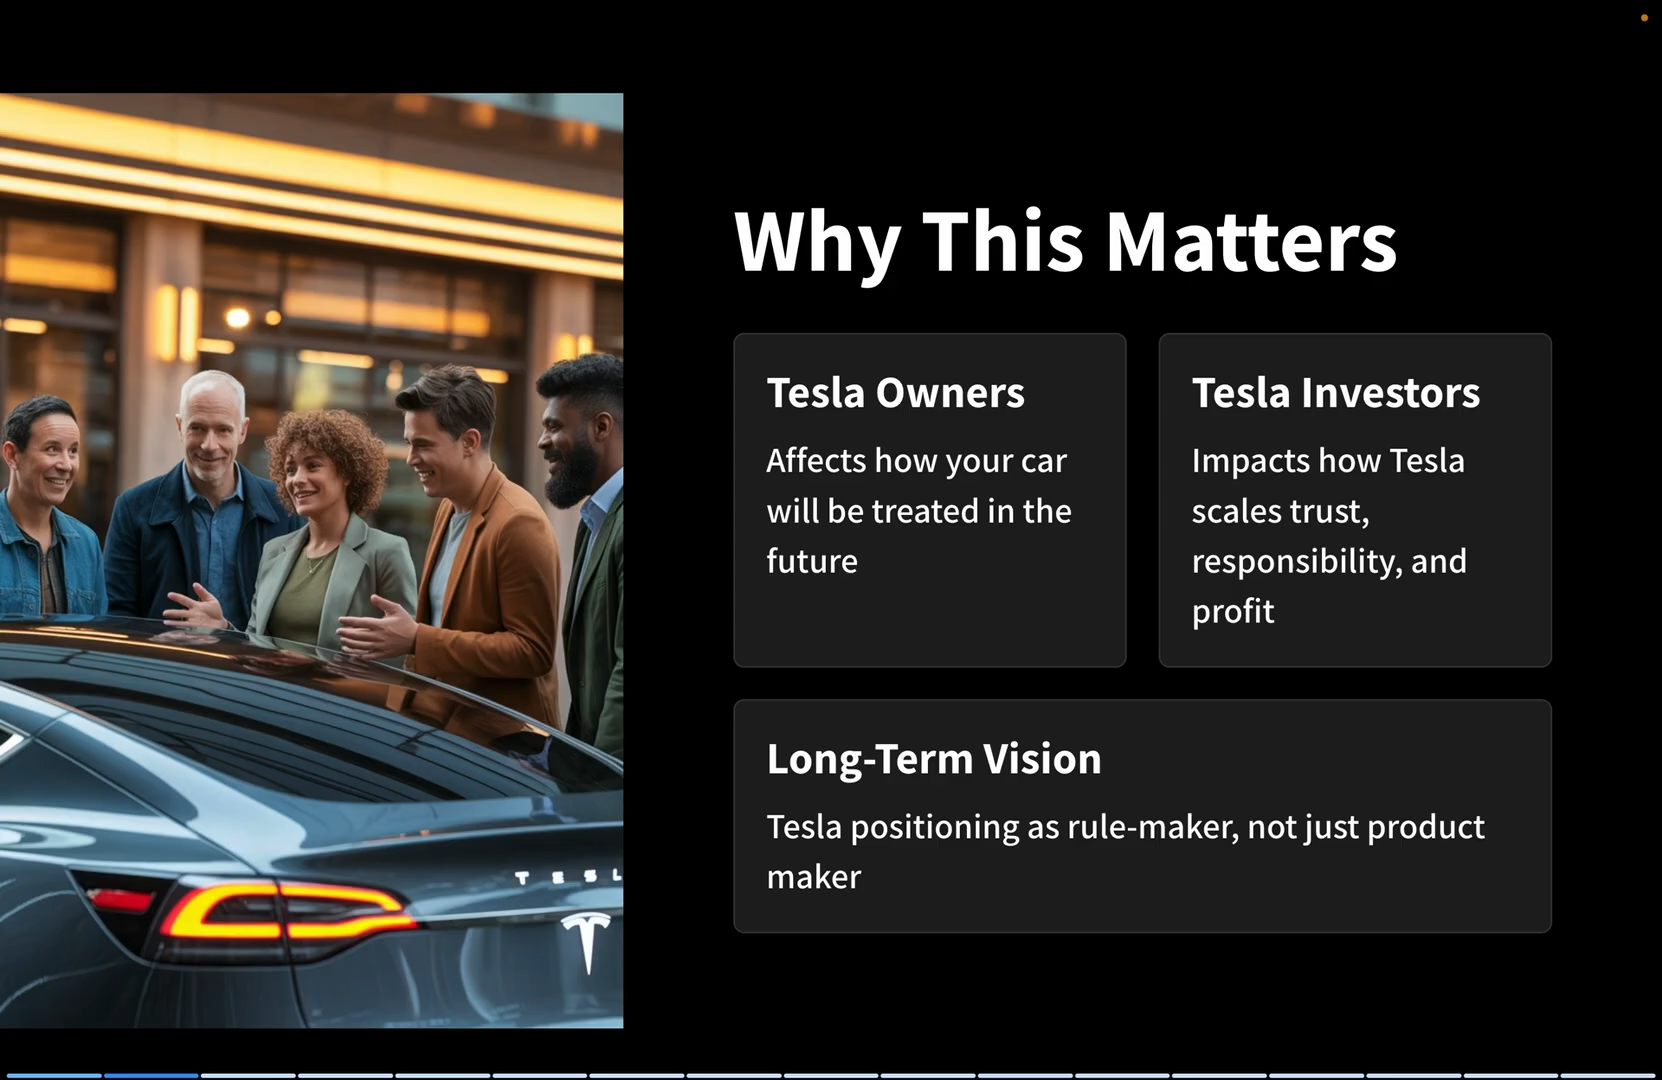 Why This Matters
Tesla Owners
Affects how your car
will be treated in the
future
Tesla Investors
Impacts how Tesla
scales trust,
responsibility, and
profit
Long-Term Vision
Tesla positioning as rule-maker, not just product
maker
T E S L